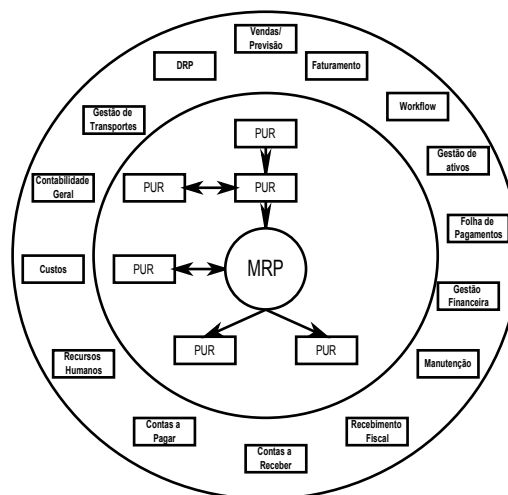 Vendas/
Previsão
DRP
Faturamento
Workflow
Gestão de
Transportes
PUR
Gestão de
ativos
Contabilidade
Geral
PUR
PUR
Folha de
Pagamentos
Custos
PUR
MRP
Gestão
Financeira
PUR
PUR
Recursos
Humanos
Manutenção
Contas a
Pagar
Recebimento
Fiscal
Contas a
Receber